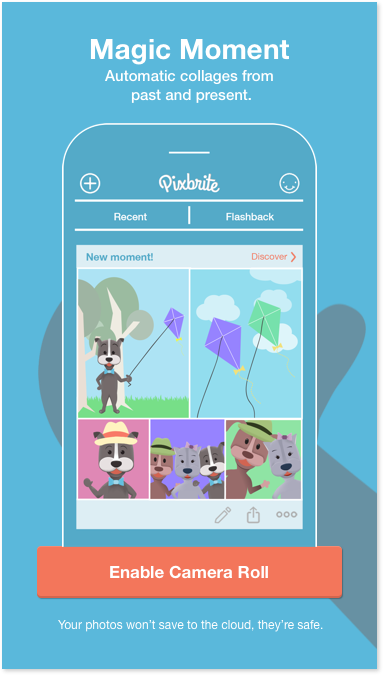 Magic Moment
Automatic collages from
past and present.
Pixbrite
Recent
Flashback
New moment!
Discover
Enable Camera Roll
Your photos won't save to the cloud, they're safe.